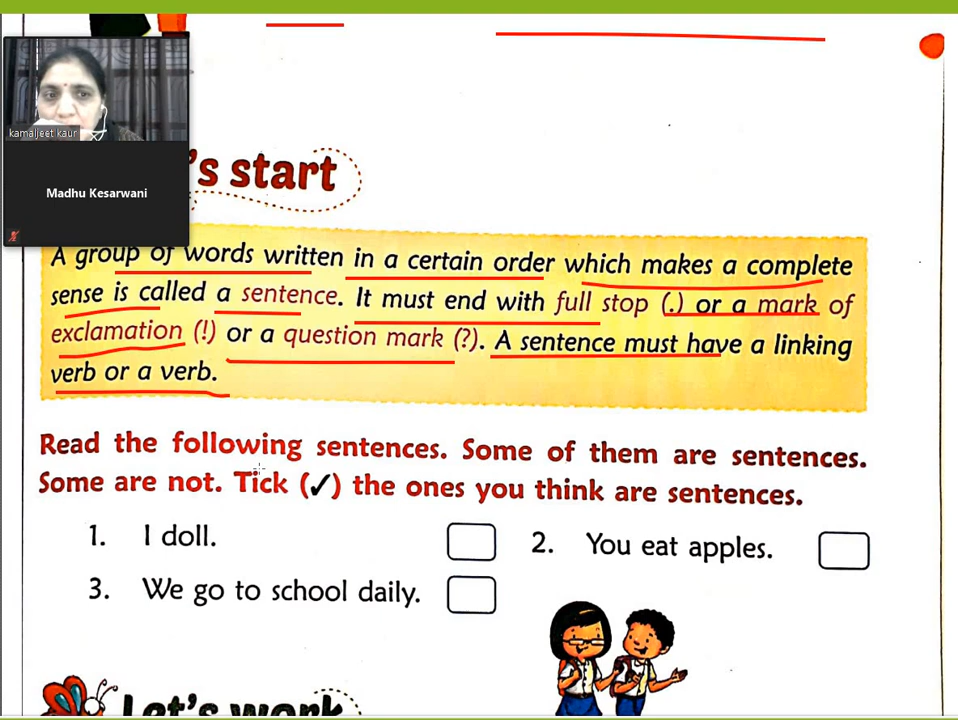 kamaljeet kaur
Madhu Kesarwani
's start
A group of words written in a certain order which makes a complete
sense is called a sentence. It must end with full stop (.) or a mark of
exclamation (!) or a question mark (?). A sentence must have a linking
verb or a verb.
Read the following sentences. Some of them are sentences.
Some are not. Tick (✓) the ones you think are sentences.
1. I doll.
2. You eat apples.
3. We go to school daily.
Let's work